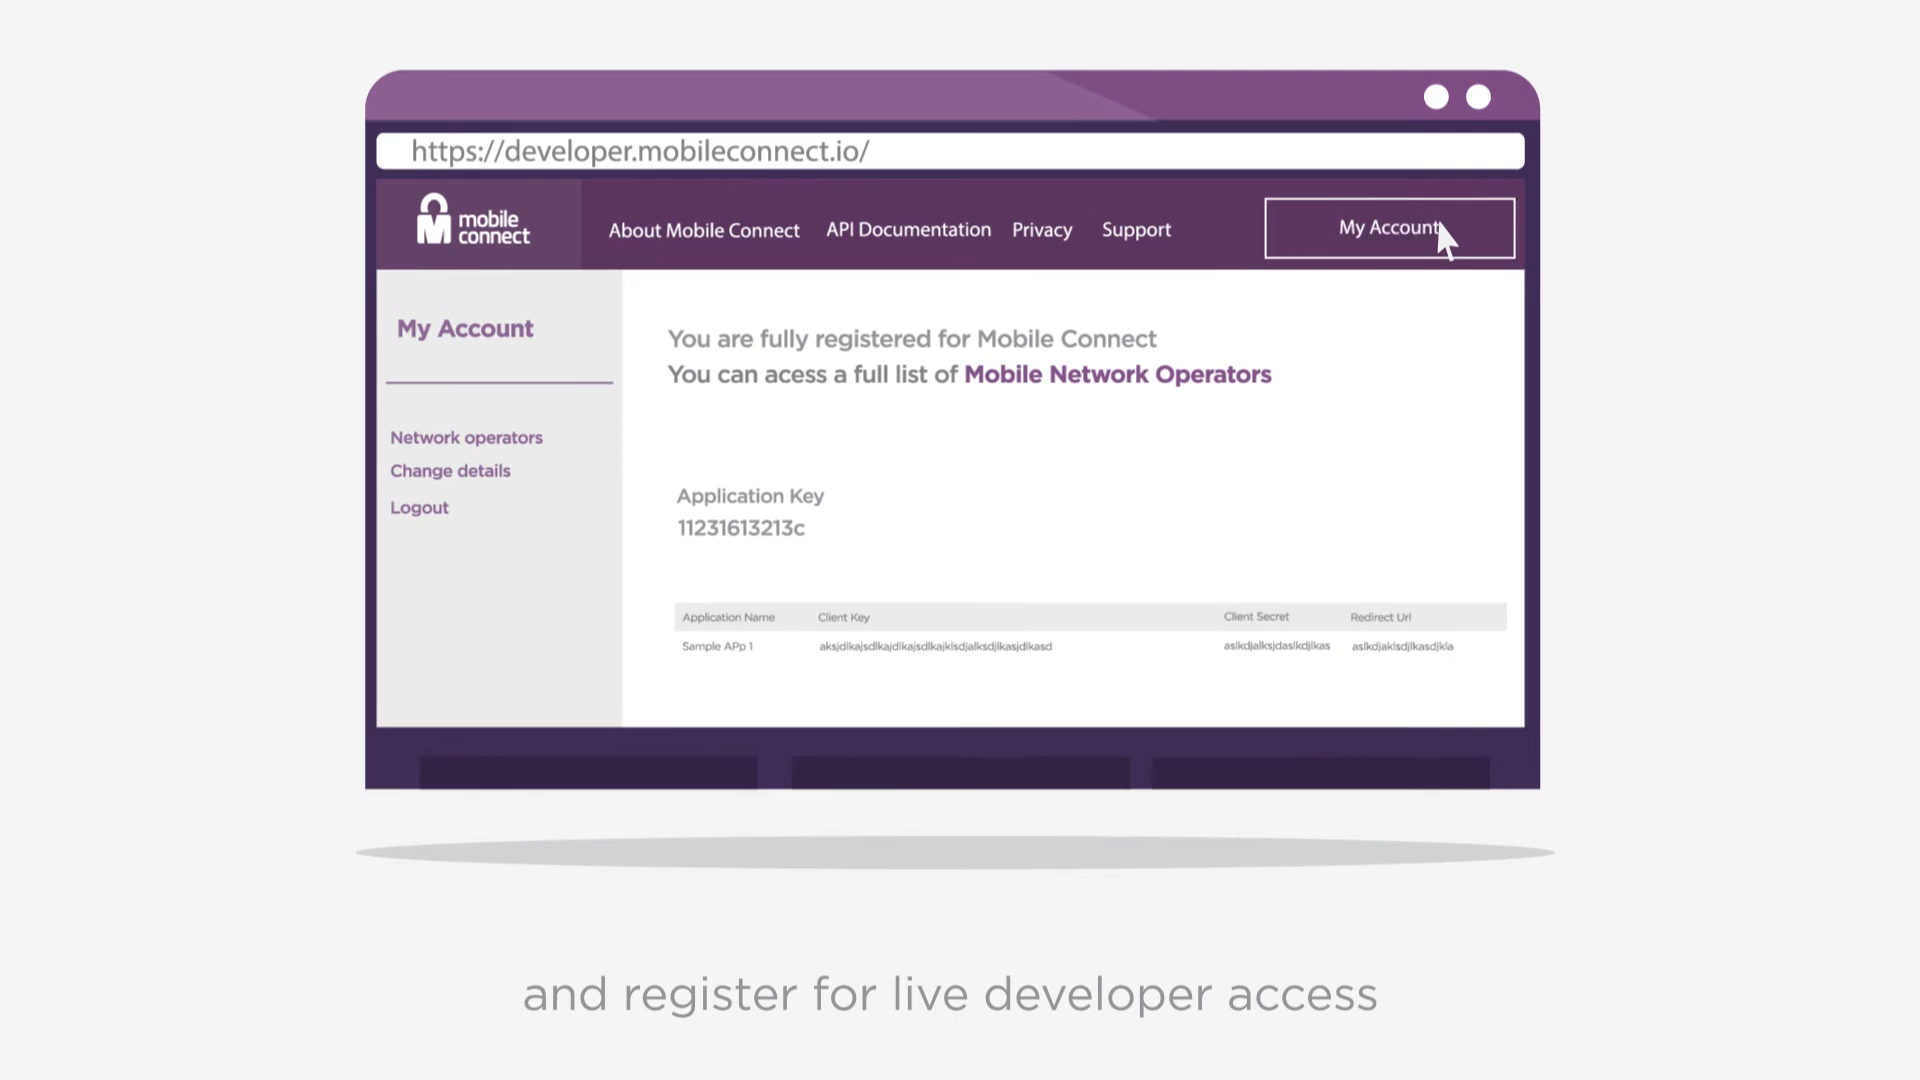 https://developer.mobileconnect.io/
mobile
connect
About Mobile Connect API Documentation Privacy Support My Account
My Account
You are fully registered for Mobile Connect
You can acess a full list of Mobile Network Operators
Network operators
Change details
Logout
Application Key
11231613213c
Application Name Client Key Client Secret Redirect Url
Sample APp 1 aksjdlkajsdlkajdlkajsdlkajklsdjalksdjlkasjdlkasd aslkdjalksjdaslkdjlkas aslkdjaklsdjlkasdjkla
and register for live developer access